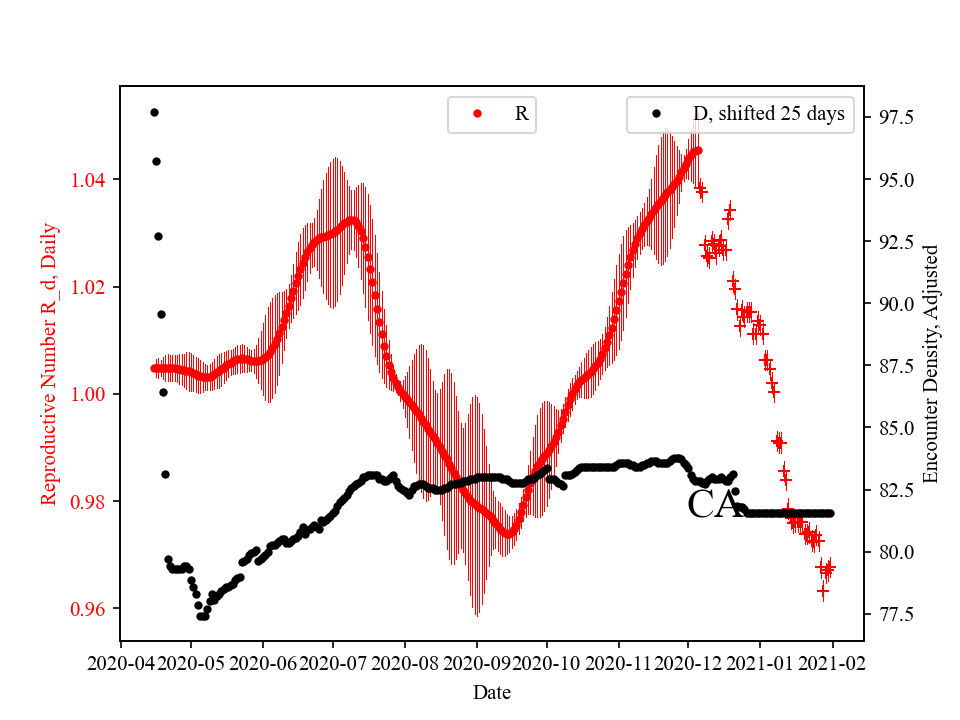 R
D, shifted 25 days
1.04
1.02
1.00
0.98
0.96
Reproductive Number R_d, Daily
97.5
95.0
92.5
90.0
87.5
85.0
82.5
80.0
77.5
Encounter Density, Adjusted
CA
2020-04 2020-05 2020-06 2020-07 2020-08 2020-09 2020-10 2020-11 2020-12 2021-01 2021-02
Date